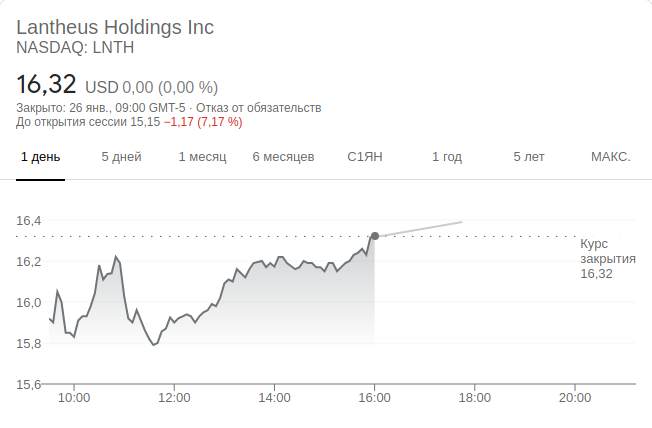 Lantheus Holdings Inc
NASDAQ: LNTH
16,32 USD 0,00 (0,00 %)
Закрыто: 26 янв., 09:00 GMT-5 · Отказ от обязательств
До открытия сессии 15,15 −1,17 (7,17 %)
1 день 5 дней 1 месяц 6 месяцев С1ЯН 1 год 5 лет МАКС.
16,4
Курс
закрытия
16,32
16,2
16,0
15,8
15,6
10:00 12:00 14:00 16:00 18:00 20:00